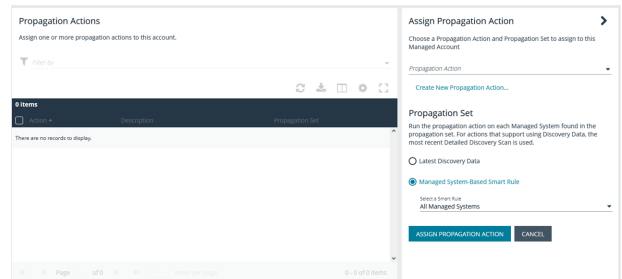 Propagation Actions
Assign one or more propagation actions to this account.
Filter by
0 items
Action
Description
Propagation Set
There are no records to display.
Page
of 0
Items per page
0 - 0 of 0 items
Assign Propagation Action
Choose a Propagation Action and Propagation Set to assign to this
Managed Account
Propagation Action
Create New Propagation Action...
Propagation Set
Run the propagation action on each Managed System found in the
propagation set. For actions that support using Discovery Data, the
most recent Detailed Discovery Scan is used.
Latest Discovery Data
Managed System-Based Smart Rule
Select a Smart Rule
All Managed Systems
ASSIGN PROPAGATION ACTION
CANCEL